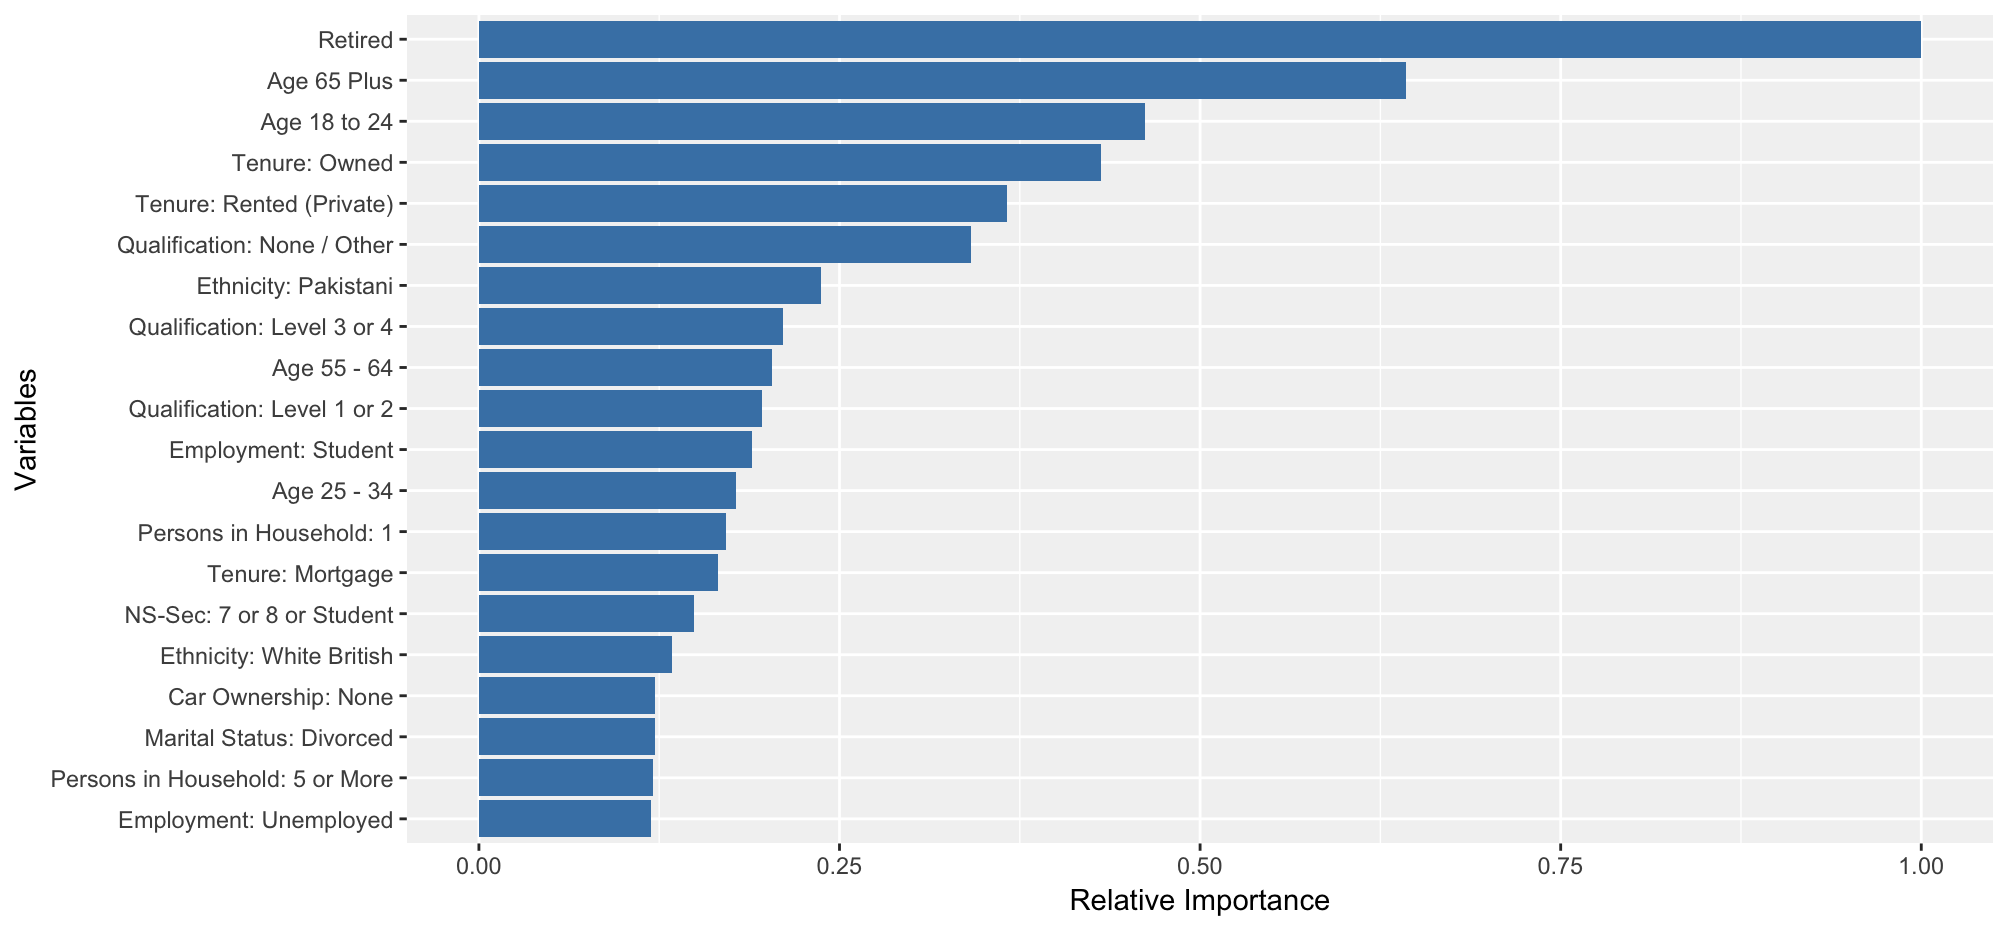 Retired
Age 65 Plus
Age 18 to 24
Tenure: Owned
Tenure: Rented (Private)
Qualification: None / Other
Ethnicity: Pakistani
Qualification: Level 3 or 4
Age 55 - 64
Qualification: Level 1 or 2
Employment: Student
Age 25 - 34
Persons in Household: 1
Tenure: Mortgage
NS-Sec: 7 or 8 or Student
Ethnicity: White British
Car Ownership: None
Marital Status: Divorced
Persons in Household: 5 or More
Employment: Unemployed
Variables
0.00 0.25 0.50 0.75 1.00
Relative Importance